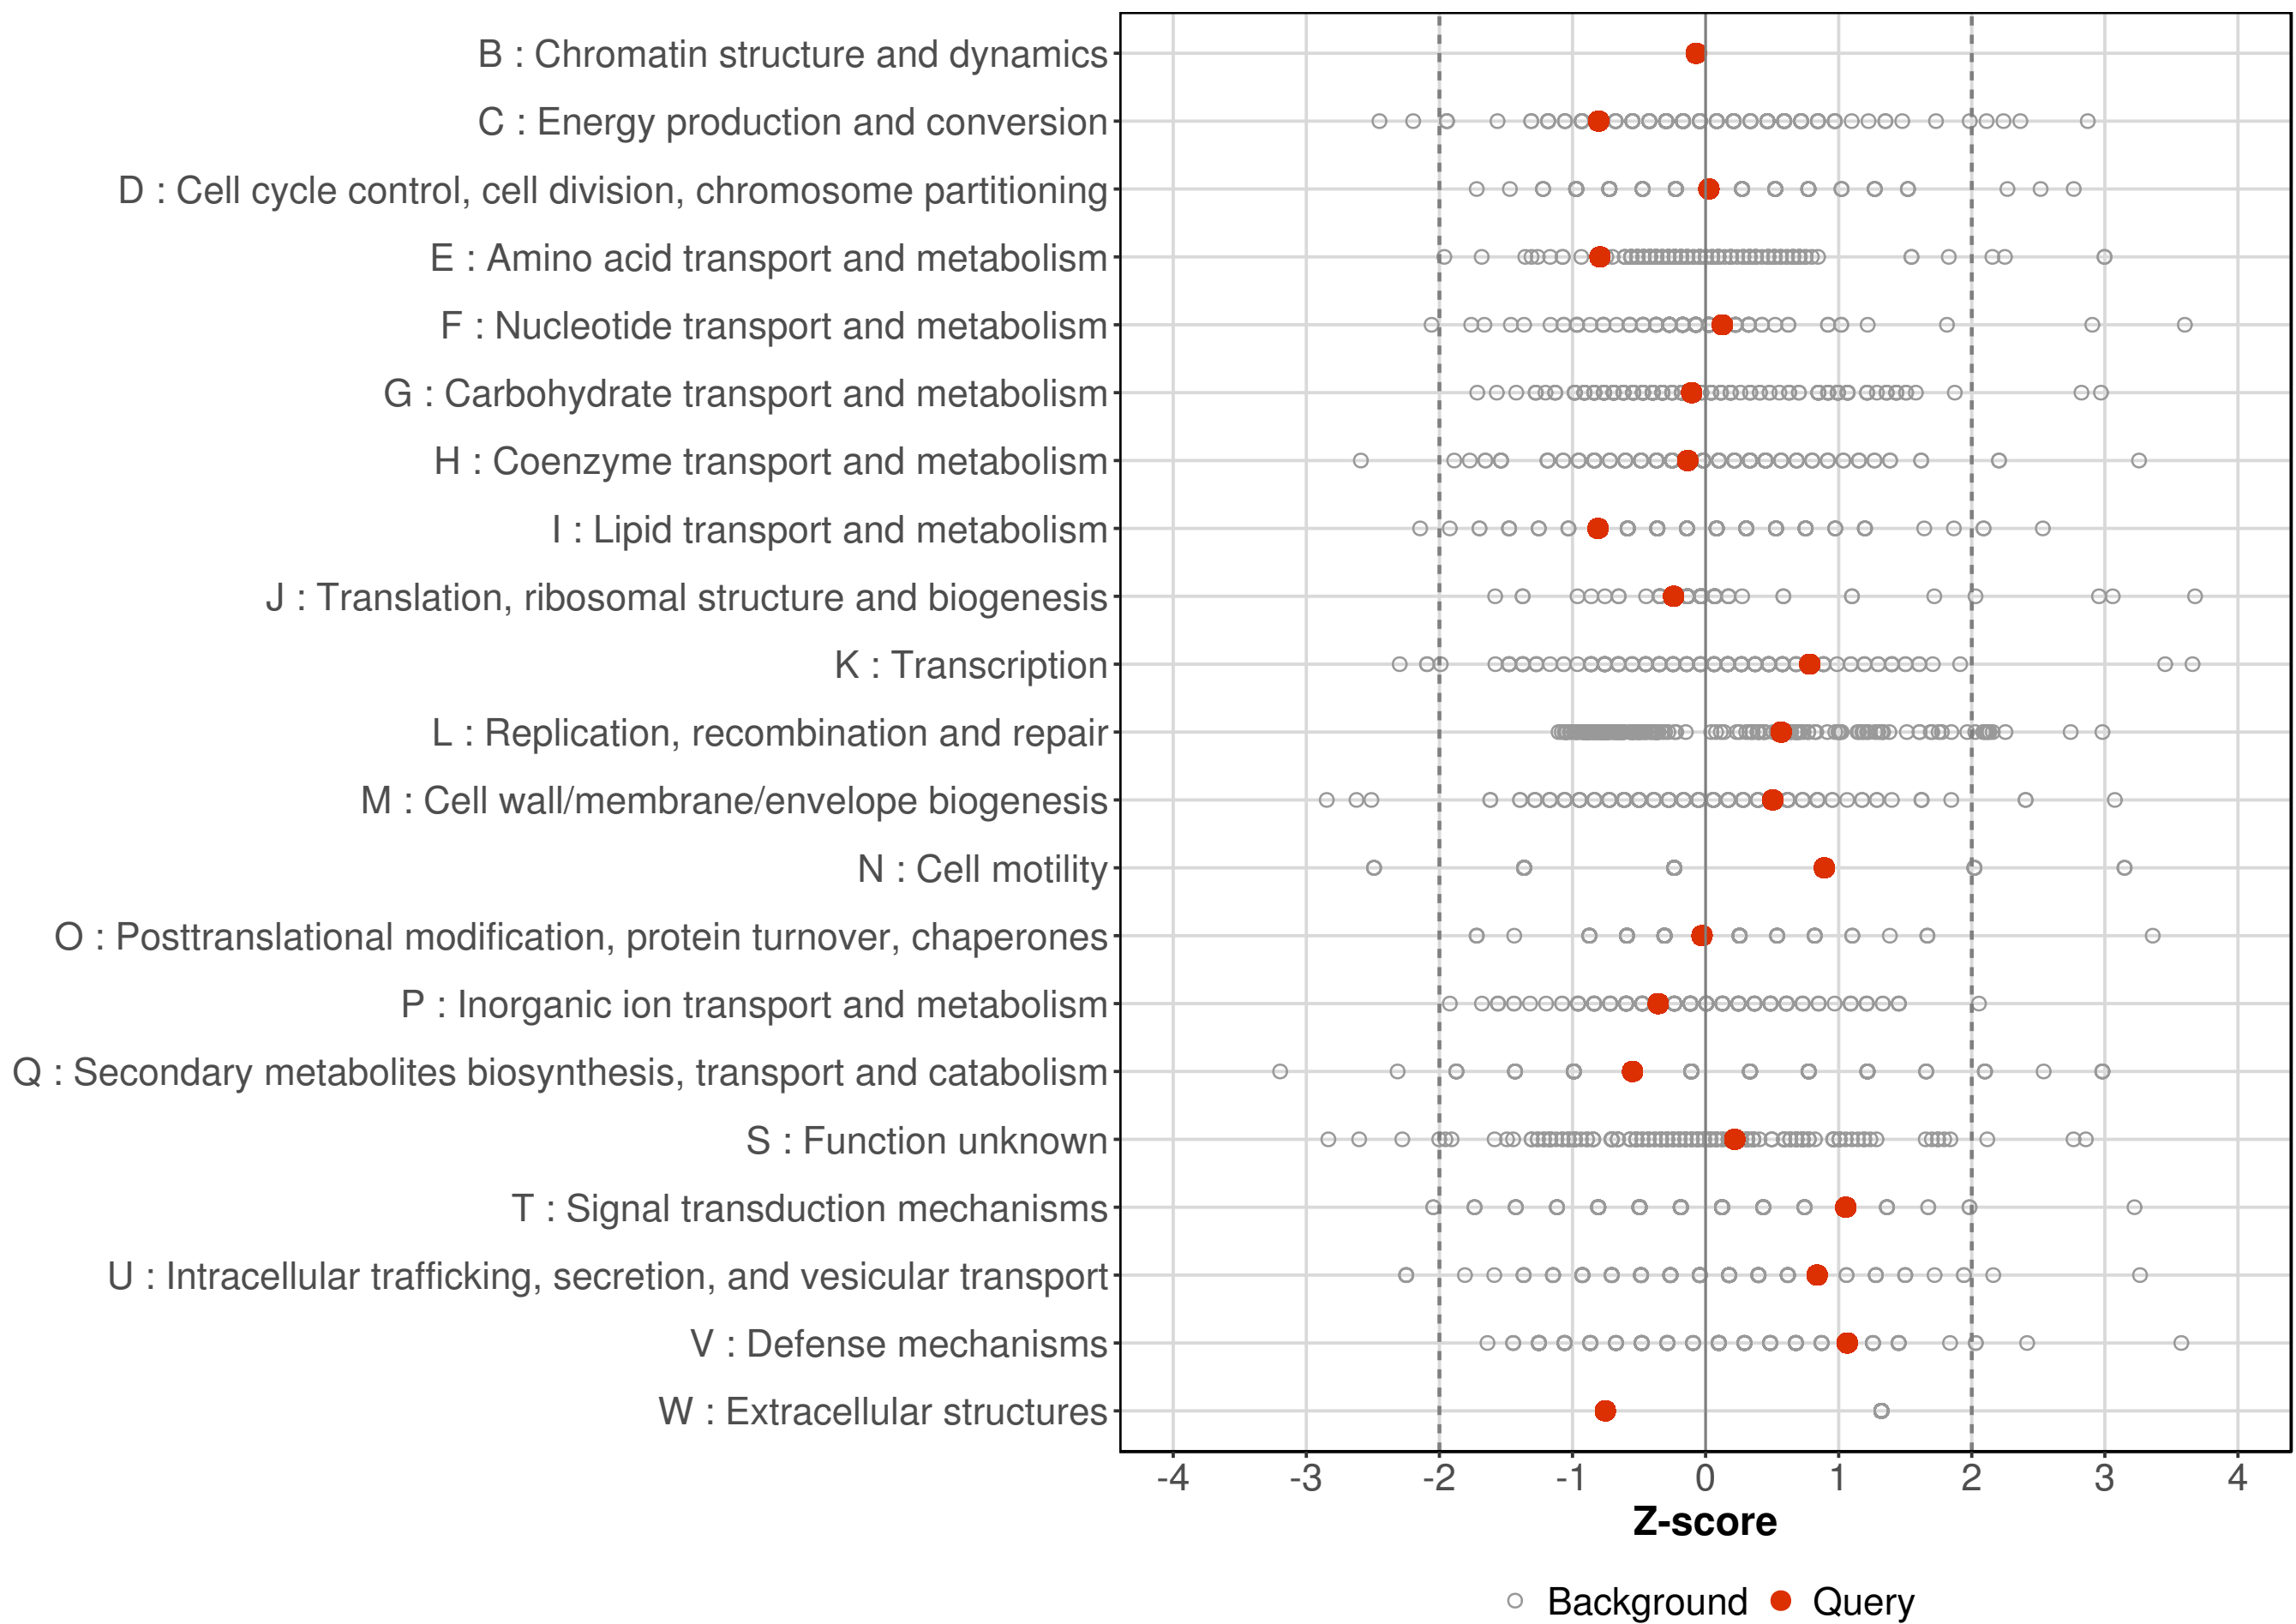 B : Chromatin structure and dynamics
C : Energy production and conversion
D : Cell cycle control, cell division, chromosome partitioning
E : Amino acid transport and metabolism
F : Nucleotide transport and metabolism
G : Carbohydrate transport and metabolism
H : Coenzyme transport and metabolism
I : Lipid transport and metabolism
J : Translation, ribosomal structure and biogenesis
K : Transcription
L : Replication, recombination and repair
M : Cell wall/membrane/envelope biogenesis
N : Cell motility
O : Posttranslational modification, protein turnover, chaperones
P : Inorganic ion transport and metabolism
Q : Secondary metabolites biosynthesis, transport and catabolism
S : Function unknown
T : Signal transduction mechanisms
U : Intracellular trafficking, secretion, and vesicular transport
V : Defense mechanisms
W : Extracellular structures
-4 -3 -2 -1 0 1 2 3 4
Z-score
Background Query